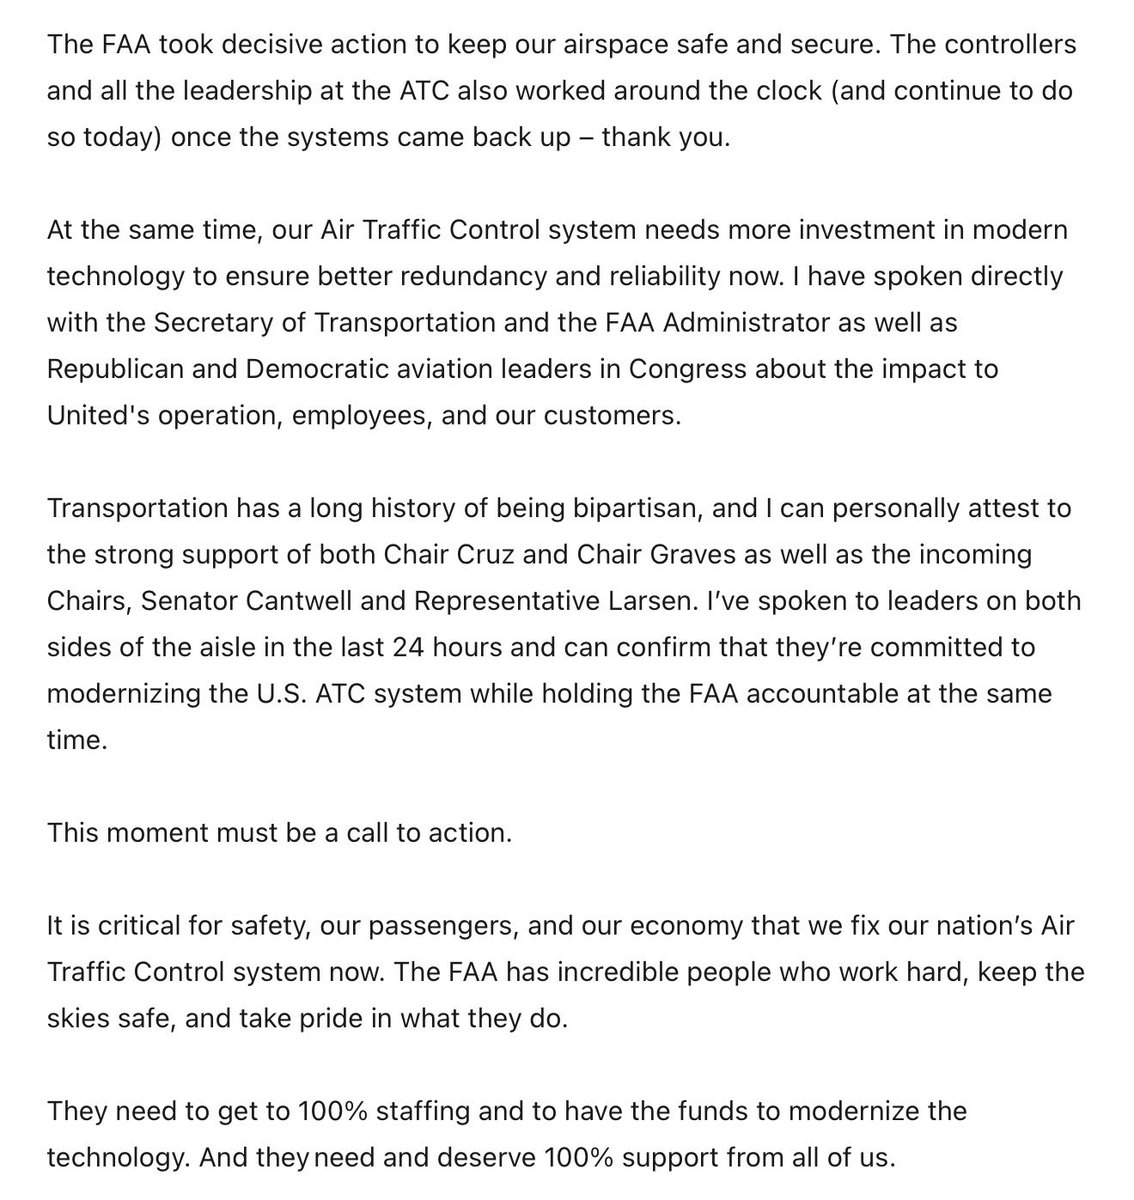 The FAA took decisive action to keep our airspace safe and secure. The controllers
and all the leadership at the ATC also worked around the clock (and continue to do
so today) once the systems came back up – thank you.
At the same time, our Air Traffic Control system needs more investment in modern
technology to ensure better redundancy and reliability now. I have spoken directly
with the Secretary of Transportation and the FAA Administrator as well as
Republican and Democratic aviation leaders in Congress about the impact to
United's operation, employees, and our customers.
Transportation has a long history of being bipartisan, and I can personally attest to
the strong support of both Chair Cruz and Chair Graves as well as the incoming
Chairs, Senator Cantwell and Representative Larsen. I’ve spoken to leaders on both
sides of the aisle in the last 24 hours and can confirm that they’re committed to
modernizing the U.S. ATC system while holding the FAA accountable at the same
time.
This moment must be a call to action.
It is critical for safety, our passengers, and our economy that we fix our nation’s Air
Traffic Control system now. The FAA has incredible people who work hard, keep the
skies safe, and take pride in what they do.
They need to get to 100% staffing and to have the funds to modernize the
technology. And they need and deserve 100% support from all of us.